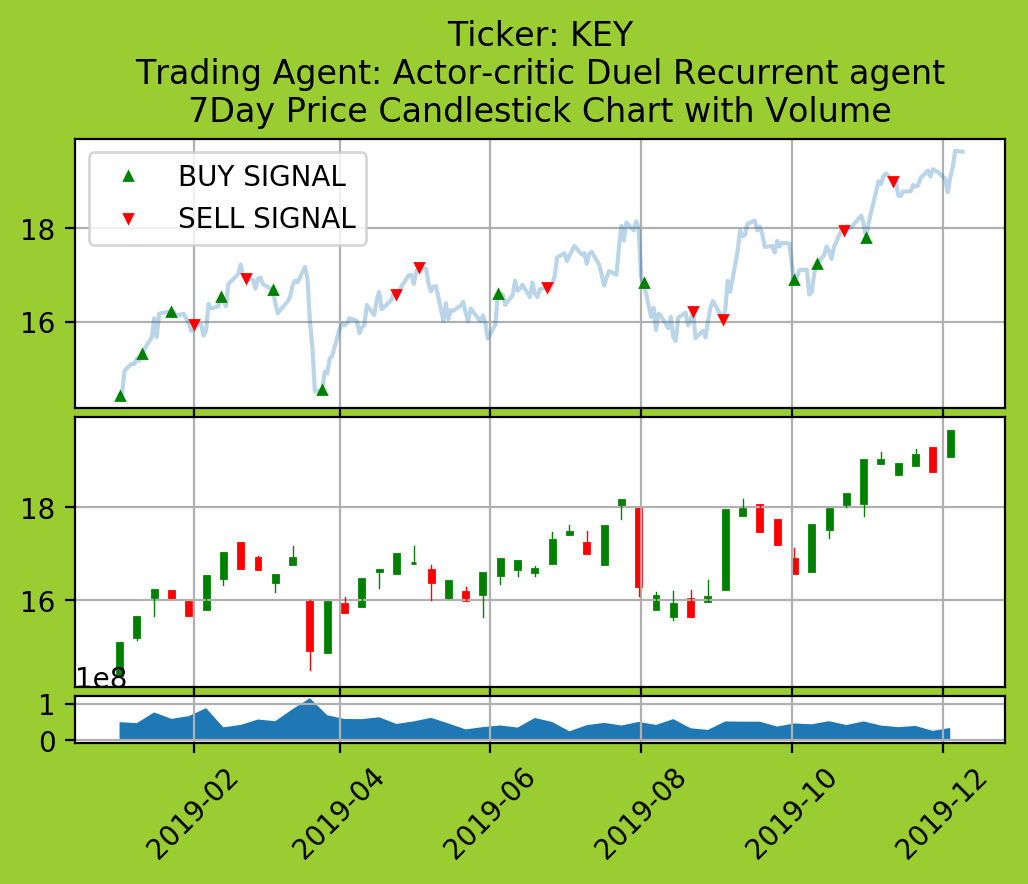 Ticker: KEY
Trading Agent: Actor-critic Duel Recurrent agent
7Day Price Candlestick Chart with Volume
BUY SIGNAL
SELL SIGNAL
18
16
18
16
1e8
1
0
2019-02
2019-04
2019-06
2019-08
2019-10
2019-12